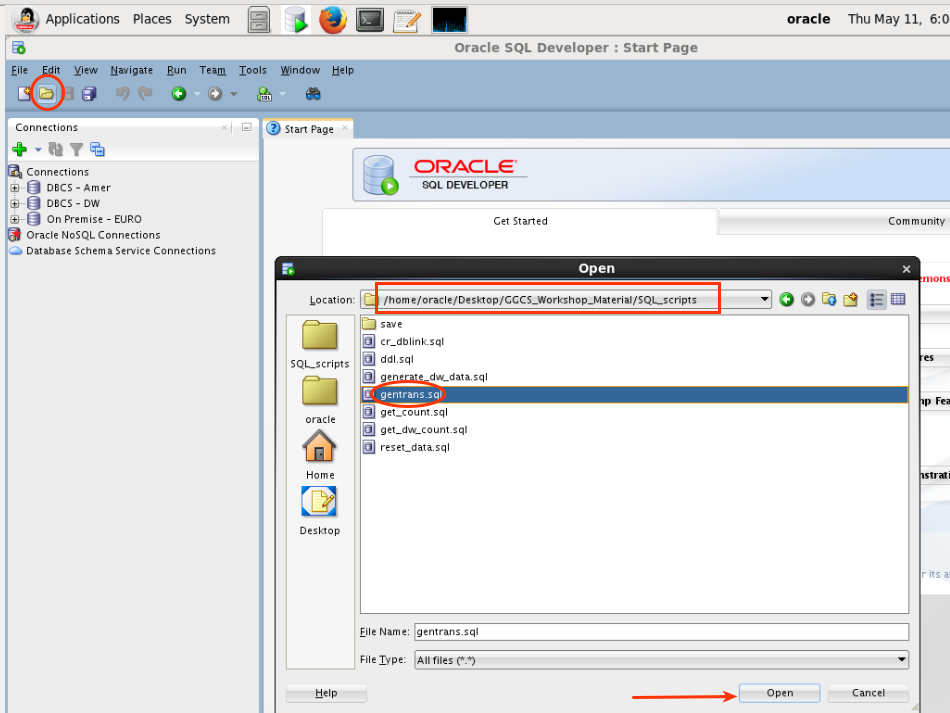 Applications Places System oracle Thu May 11, 6:0
Oracle SQL Developer : Start Page
File Edit View Navigate Run Team Tools Window Help
Connections
Start Page
Connections
DBCS - Amer
DBCS - DW
On Premise - EURO
Oracle NoSQL Connections
Database Schema Service Connections
ORACLE
SQL DEVELOPER
Get Started
Community
Open
Location: /home/oracle/Desktop/GGCS_Workshop_Material/SQL_scripts
SQL_scripts
oracle
Home
Desktop
save
cr_dblink.sql
ddl.sql
generate_dw_data.sql
gentrans.sql
get_count.sql
get_dw_count.sql
reset_data.sql
File Name: gentrans.sql
File Type: All files (*.*)
Help
Open
Cancel